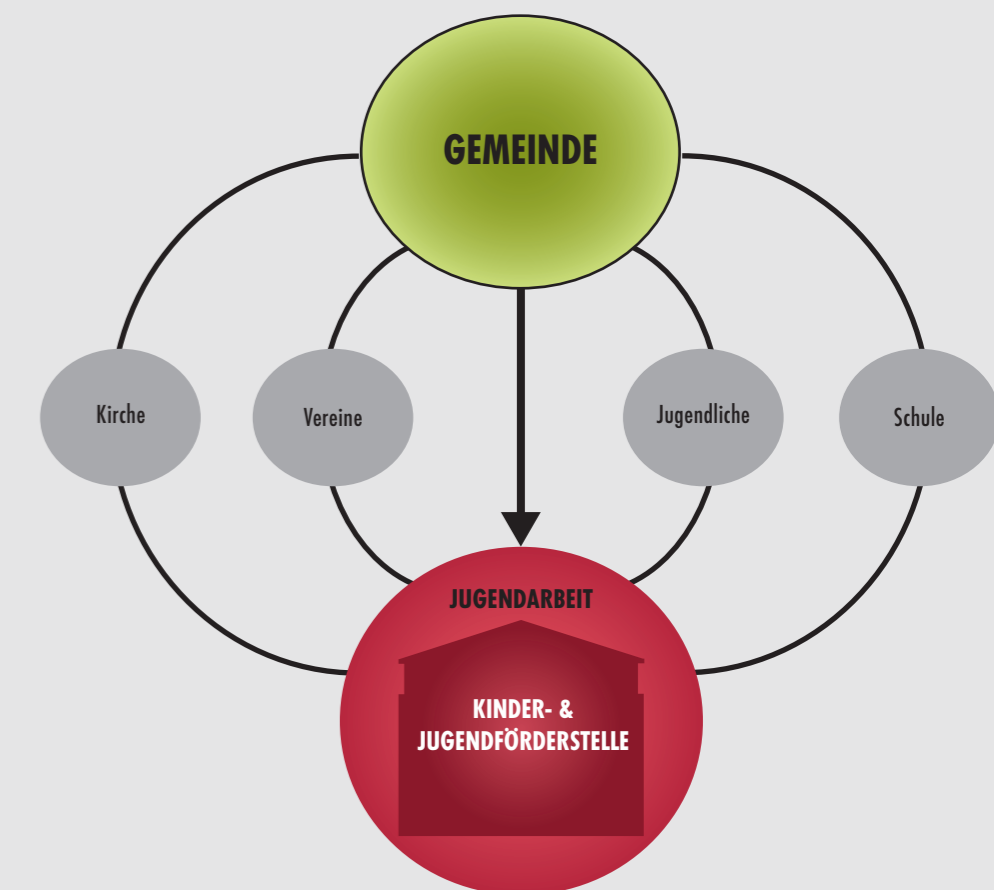 GEMEINDE
Kirche
Vereine
Jugendliche
Schule
JUGENDARBEIT
KINDER- &
JUGENDFÖRDERSTELLE